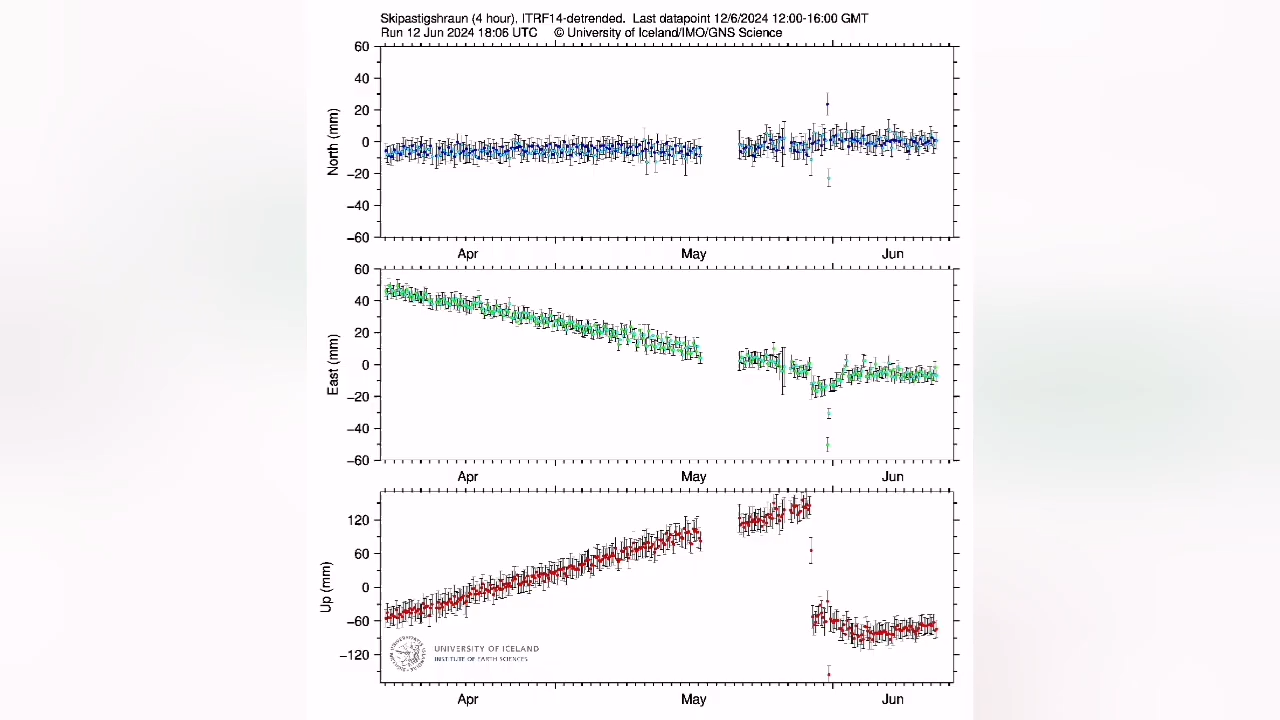 Skipastigshraun (4 hour), ITRF14-detrended. Last datapoint 12/6/2024 12:00-16:00 GMT
Run 12 Jun 2024 18:06 UTC © University of Iceland/IMO/GNS Science
60
40
20
0
−20
−40
−60
North (mm)
Apr May Jun
60
40
20
0
−20
−40
−60
East (mm)
Apr May Jun
120
60
0
−60
−120
Up (mm)
UNIVERSITY OF ICELAND
INSTITUTE OF EARTH SCIENCES
Apr May Jun